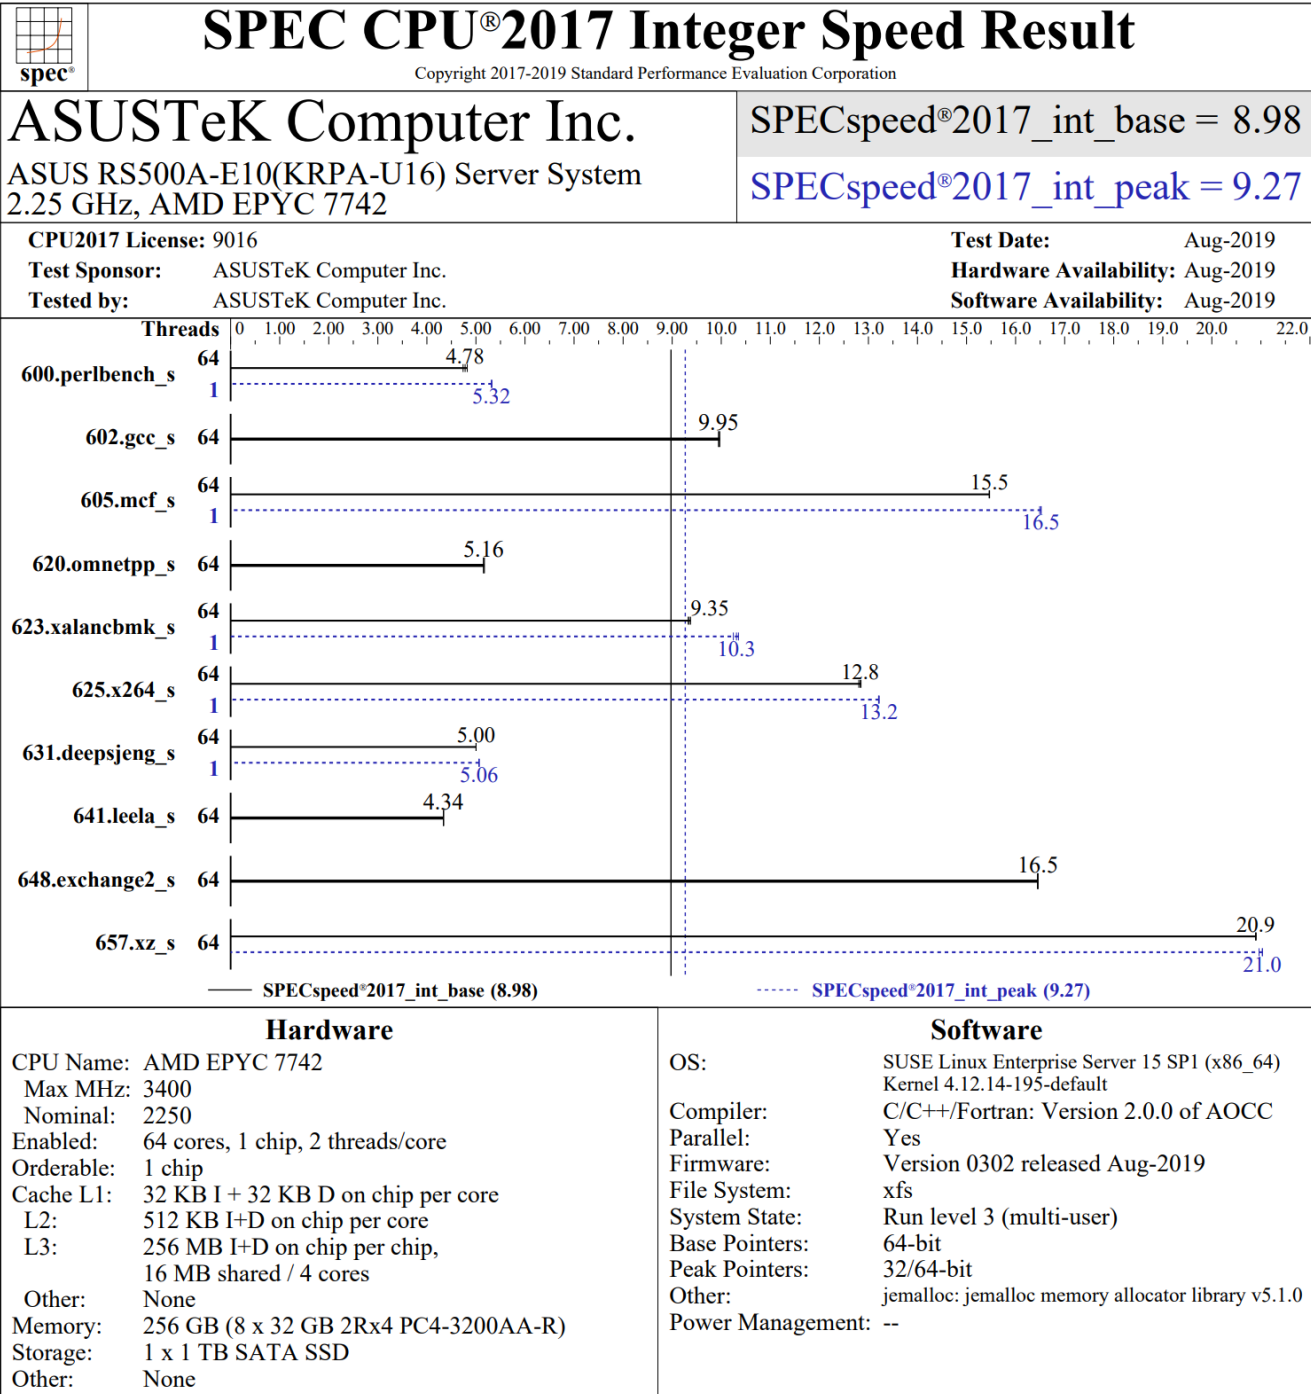 spec®
SPEC CPU®2017 Integer Speed Result
Copyright 2017-2019 Standard Performance Evaluation Corporation
ASUSTeK Computer Inc.
ASUS RS500A-E10(KRPA-U16) Server System
2.25 GHz, AMD EPYC 7742
SPECspeed®2017_int_base = 8.98
SPECspeed®2017_int_peak = 9.27
CPU2017 License: 9016
Test Sponsor: ASUSTeK Computer Inc.
Tested by: ASUSTeK Computer Inc.
Test Date: Aug-2019
Hardware Availability: Aug-2019
Software Availability: Aug-2019
Threads 0 1.00 2.00 3.00 4.00 5.00 6.00 7.00 8.00 9.00 10.0 11.0 12.0 13.0 14.0 15.0 16.0 17.0 18.0 19.0 20.0 22.0
600.perlbench_s 64 4.78
1 5.32
602.gcc_s 64 9.95
605.mcf_s 64 15.5
1 16.5
620.omnetpp_s 64 5.16
623.xalancbmk_s 64 9.35
1 10.3
625.x264_s 64 12.8
1 13.2
631.deepsjeng_s 64 5.00
1 5.06
641.leela_s 64 4.34
648.exchange2_s 64 16.5
657.xz_s 64 20.9
21.0
SPECspeed®2017_int_base (8.98)
SPECspeed®2017_int_peak (9.27)
Hardware
CPU Name: AMD EPYC 7742
Max MHz: 3400
Nominal: 2250
Enabled: 64 cores, 1 chip, 2 threads/core
Orderable: 1 chip
Cache L1: 32 KB I + 32 KB D on chip per core
L2: 512 KB I+D on chip per core
L3: 256 MB I+D on chip per chip,
16 MB shared / 4 cores
Other: None
Memory: 256 GB (8 x 32 GB 2Rx4 PC4-3200AA-R)
Storage: 1 x 1 TB SATA SSD
Other: None
Software
OS: SUSE Linux Enterprise Server 15 SP1 (x86_64)
Kernel 4.12.14-195-default
Compiler: C/C++/Fortran: Version 2.0.0 of AOCC
Parallel: Yes
Firmware: Version 0302 released Aug-2019
File System: xfs
System State: Run level 3 (multi-user)
Base Pointers: 64-bit
Peak Pointers: 32/64-bit
Other: jemalloc: jemalloc memory allocator library v5.1.0
Power Management: --